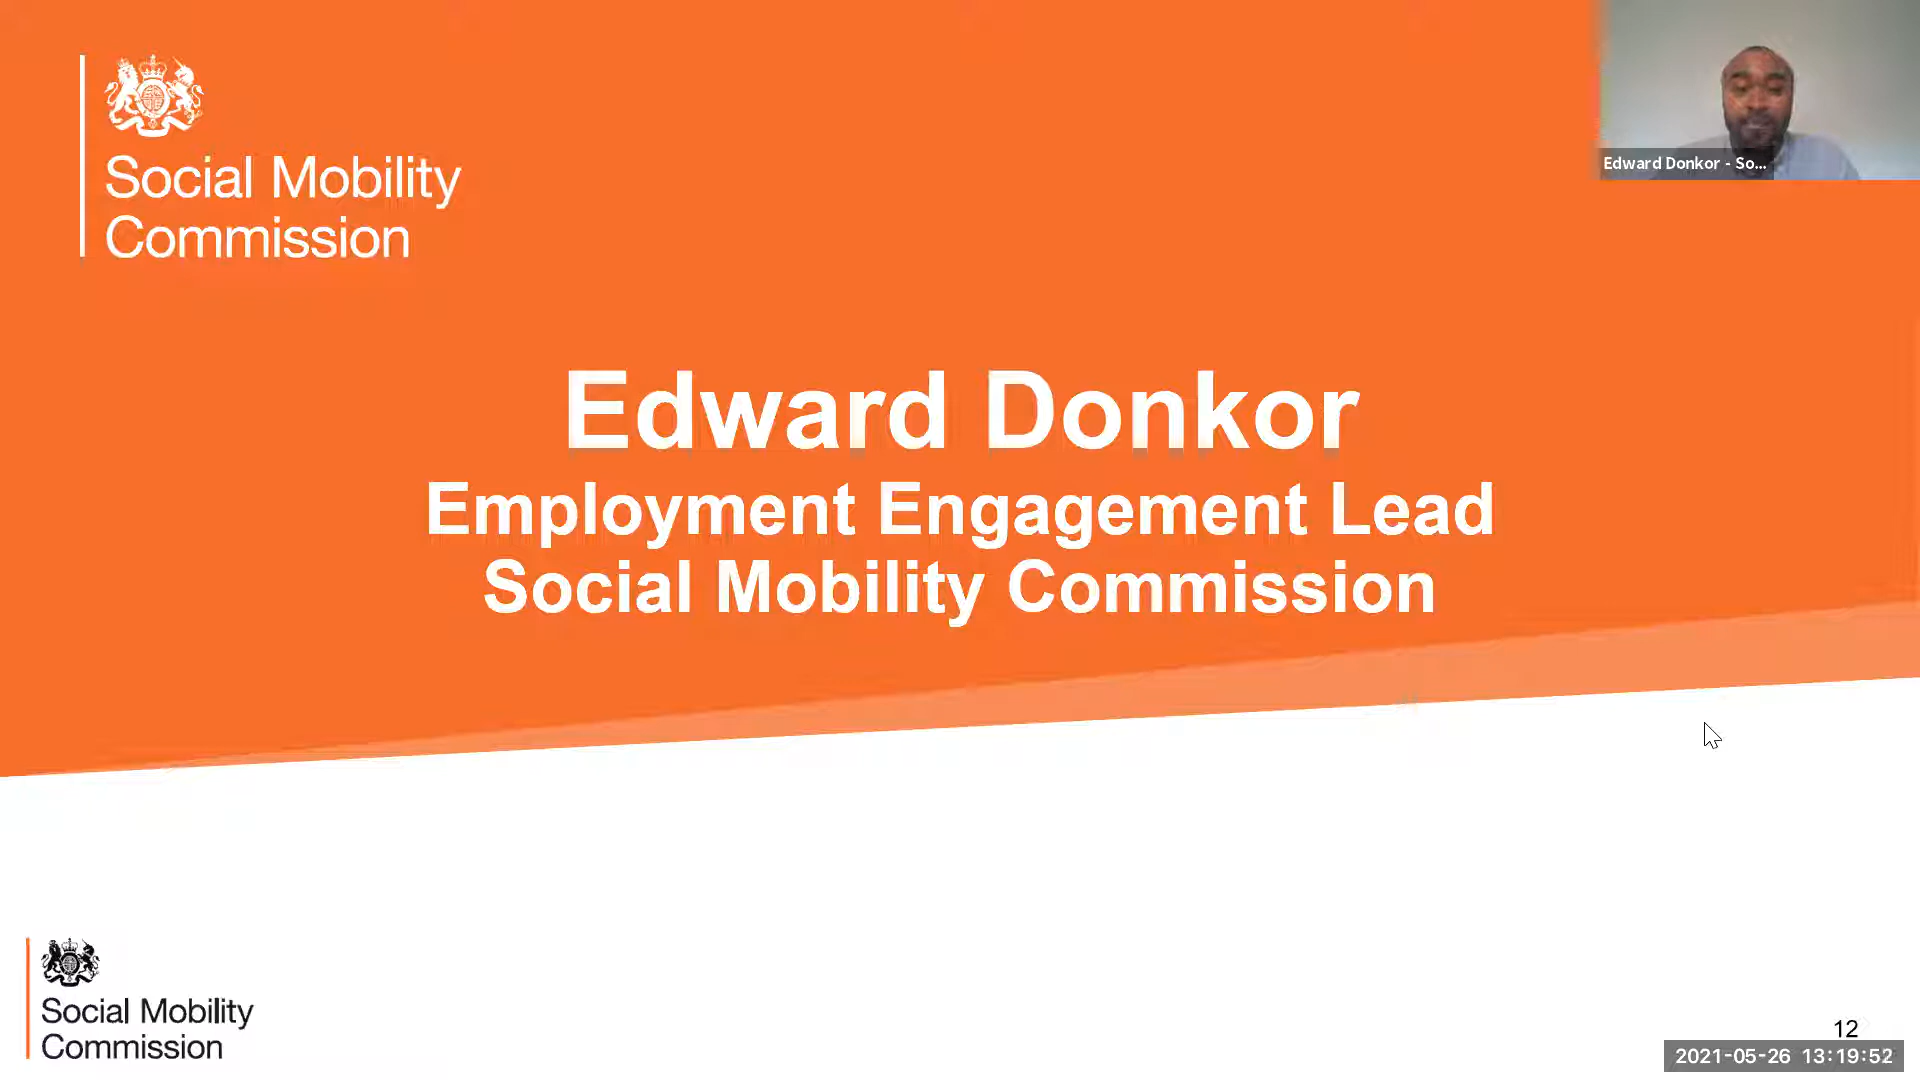 Social Mobility
Commission
Edward Donkor - So...
Edward Donkor
Employment Engagement Lead
Social Mobility Commission
Social Mobility
Commission
12
2021-05-26 13:19:52